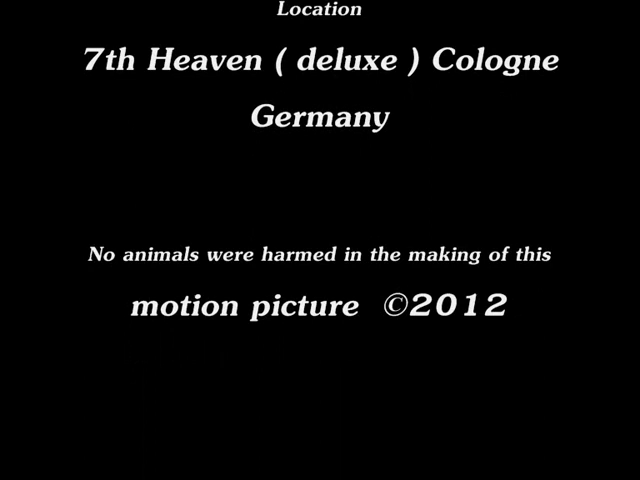 Location
7th Heaven ( deluxe ) Cologne
Germany
No animals were harmed in the making of this
motion picture ©2012